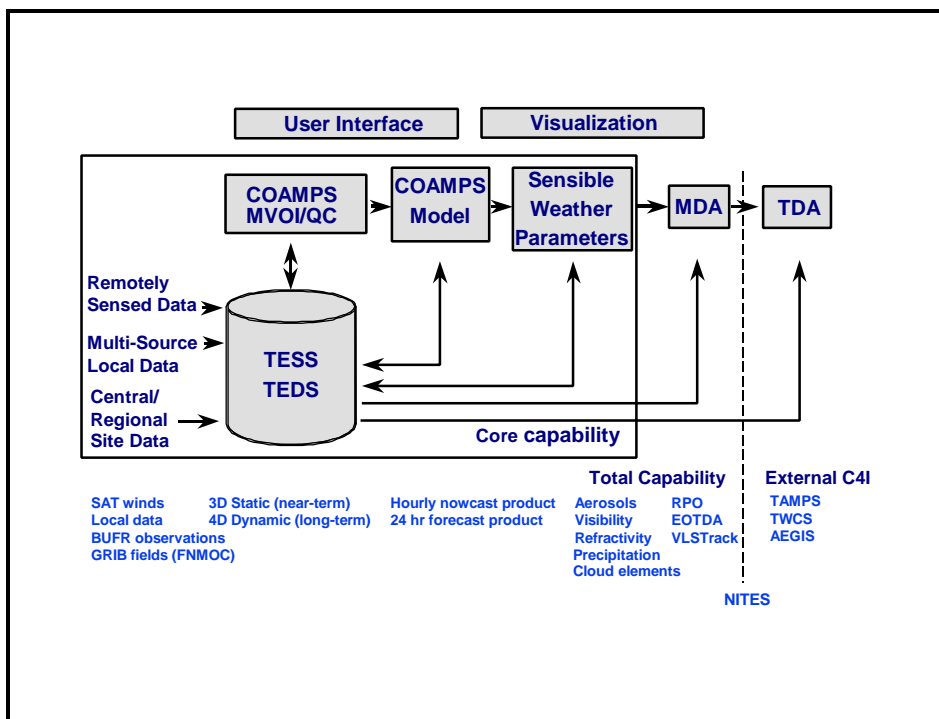 User Interface
Visualization
COAMPS
MVOI/QC
COAMPS
Model
Sensible
Weather
Parameters
MDA
TDA
Remotely
Sensed Data
Multi-Source
Local Data
Central/
Regional
Site Data
TESS
TEDS
Core capability
Total Capability
External C4I
SAT winds
Local data
BUFR observations
GRIB fields (FNMOC)
3D Static (near-term)
4D Dynamic (long-term)
Hourly nowcast product
24 hr forecast product
Aerosols
Visibility
Refractivity
Precipitation
Cloud elements
RPO
EOTDA
VLSTrack
TAMPS
TWCS
AEGIS
NITES